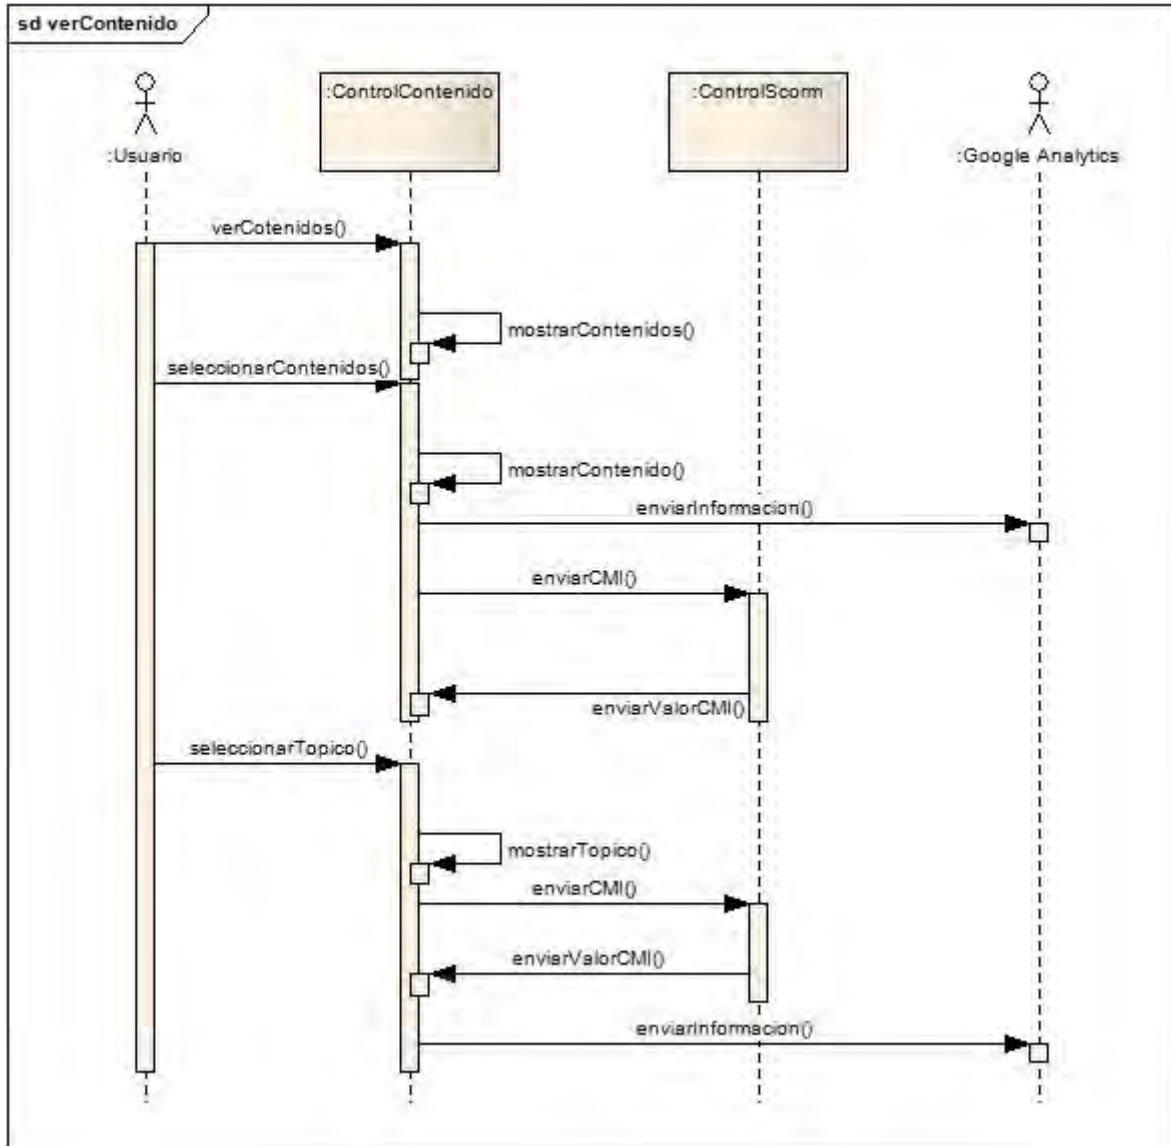 sd verContenido
:Usuario
:ControlContenido
:ControlScorm
:Google Analytics
verCotenidos()
mostrarContenidos()
seleccionarContenidos()
mostrarContenido()
enviarInformacion()
enviarCMI()
enviarValorCMI()
seleccionarTopico()
mostrarTopico()
enviarCMI()
enviarValorCMI()
enviarInformacion()